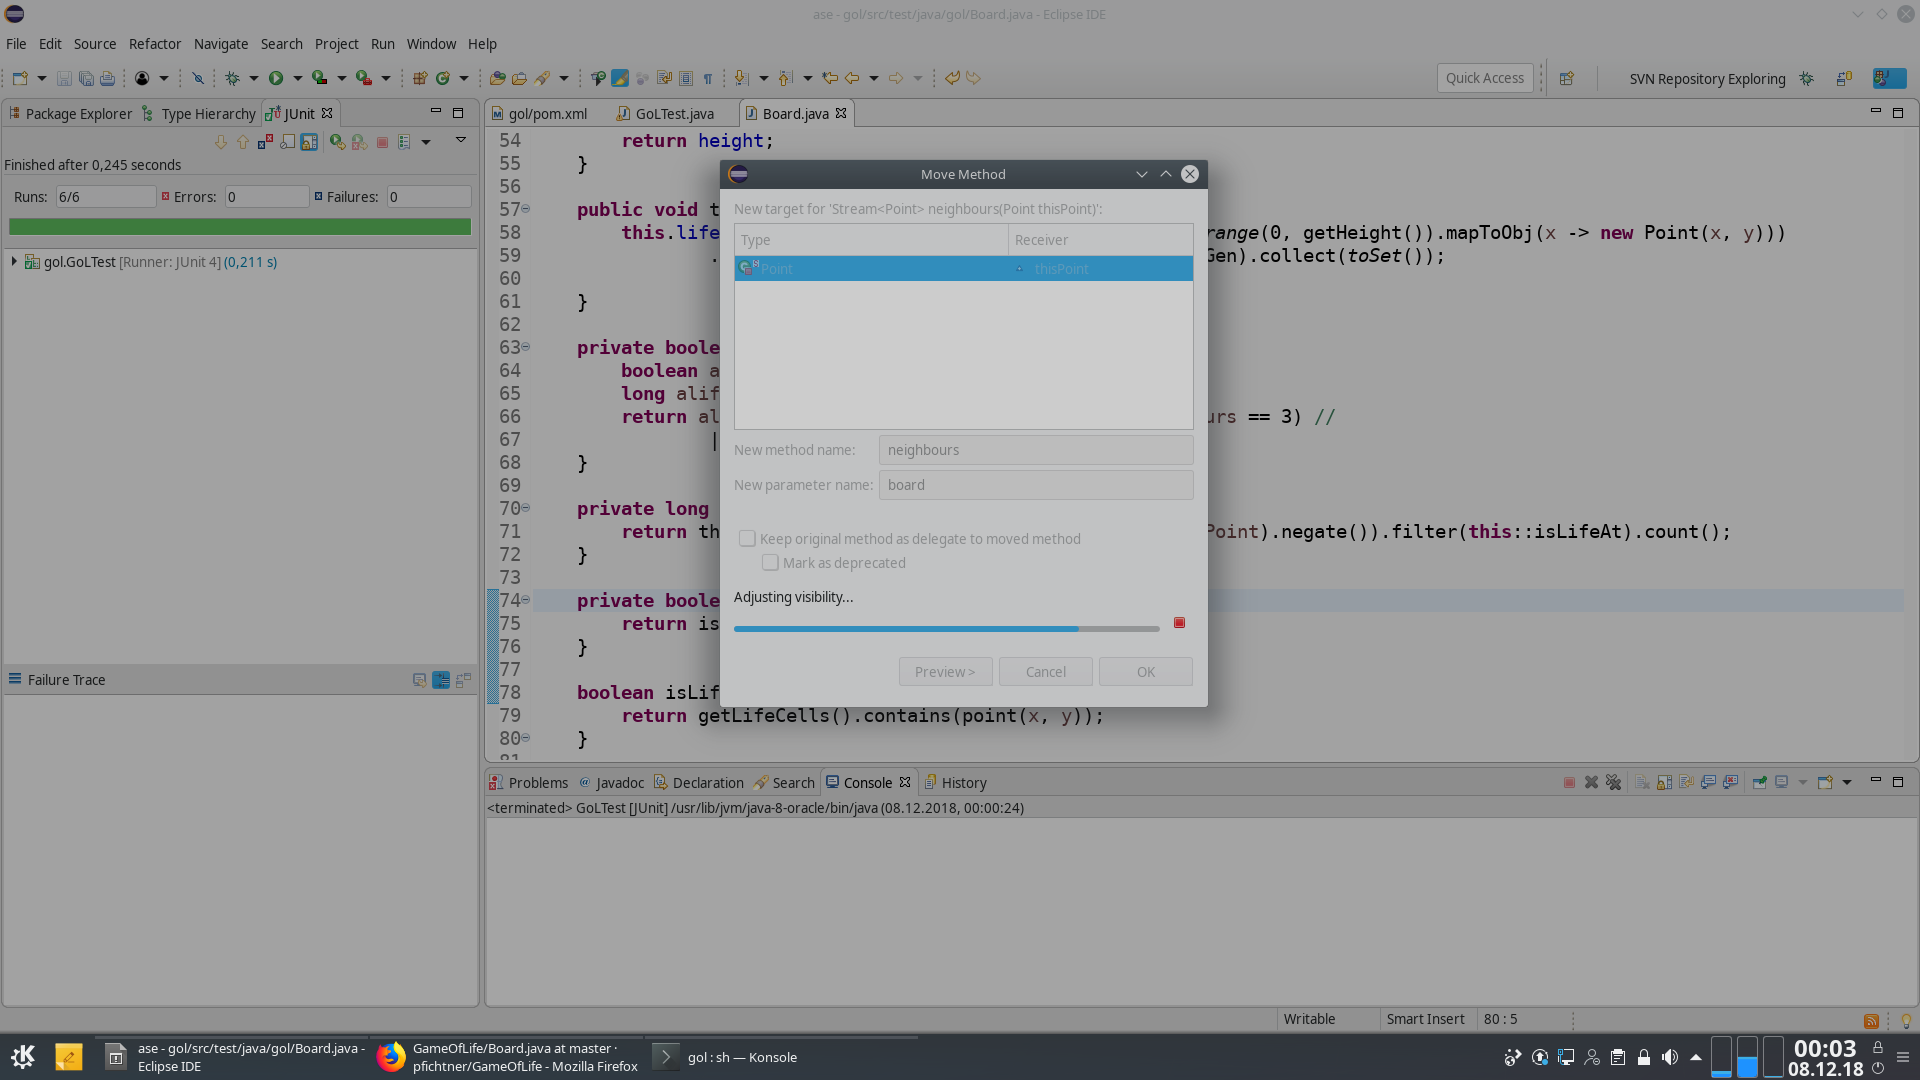 ase - gol/src/test/java/gol/Board.java - Eclipse IDE
File Edit Source Refactor Navigate Search Project Run Window Help
Quick Access
SVN Repository Exploring
Package Explorer Type Hierarchy JUnit
Finished after 0,245 seconds
Runs: 6/6 Errors: 0 Failures: 0
gol.GoLTest [Runner: JUnit 4] (0,211 s)
Failure Trace
gol/pom.xml GoLTest.java Board.java
54 return height;
55 }
56
57 public void t
58 this.life range(0, getHeight()).mapToObj(x -> new Point(x, y)))
59 . Gen).collect(toSet());
60
61 }
62
63 private boole
64 boolean a
65 long alif
66 return al urs == 3) //
67 |
68 }
69
70 private long
71 return th Point).negate()).filter(this::isLifeAt).count();
72 }
73
74 private boole
75 return is
76 }
77
78 boolean isLif
79 return getLifeCells().contains(point(x, y));
80 }
81
Move Method
New target for 'Stream<Point> neighbours(Point thisPoint)':
Type Receiver
Point thisPoint
New method name: neighbours
New parameter name: board
Keep original method as delegate to moved method
Mark as deprecated
Adjusting visibility...
Preview > Cancel OK
Problems Javadoc Declaration Search Console History
<terminated> GoLTest [JUnit] /usr/lib/jvm/java-8-oracle/bin/java (08.12.2018, 00:00:24)
Writable Smart Insert 80 : 5
ase - gol/src/test/java/gol/Board.java -
Eclipse IDE
GameOfLife/Board.java at master ·
pfichtner/GameOfLife - Mozilla Firefox
gol : sh — Konsole
00:03
08.12.18